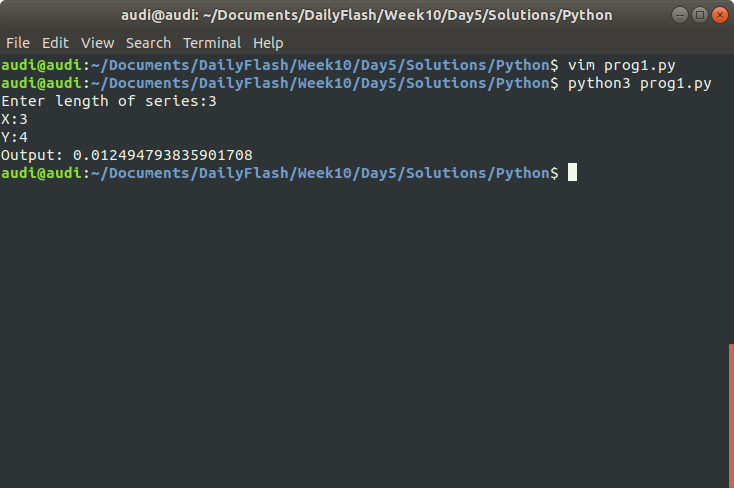 audi@audi: ~/Documents/DailyFlash/Week10/Day5/Solutions/Python
File Edit View Search Terminal Help
audi@audi:~/Documents/DailyFlash/Week10/Day5/Solutions/Python$ vim prog1.py
audi@audi:~/Documents/DailyFlash/Week10/Day5/Solutions/Python$ python3 prog1.py
Enter length of series:3
X:3
Y:4
Output: 0.012494793835901708
audi@audi:~/Documents/DailyFlash/Week10/Day5/Solutions/Python$